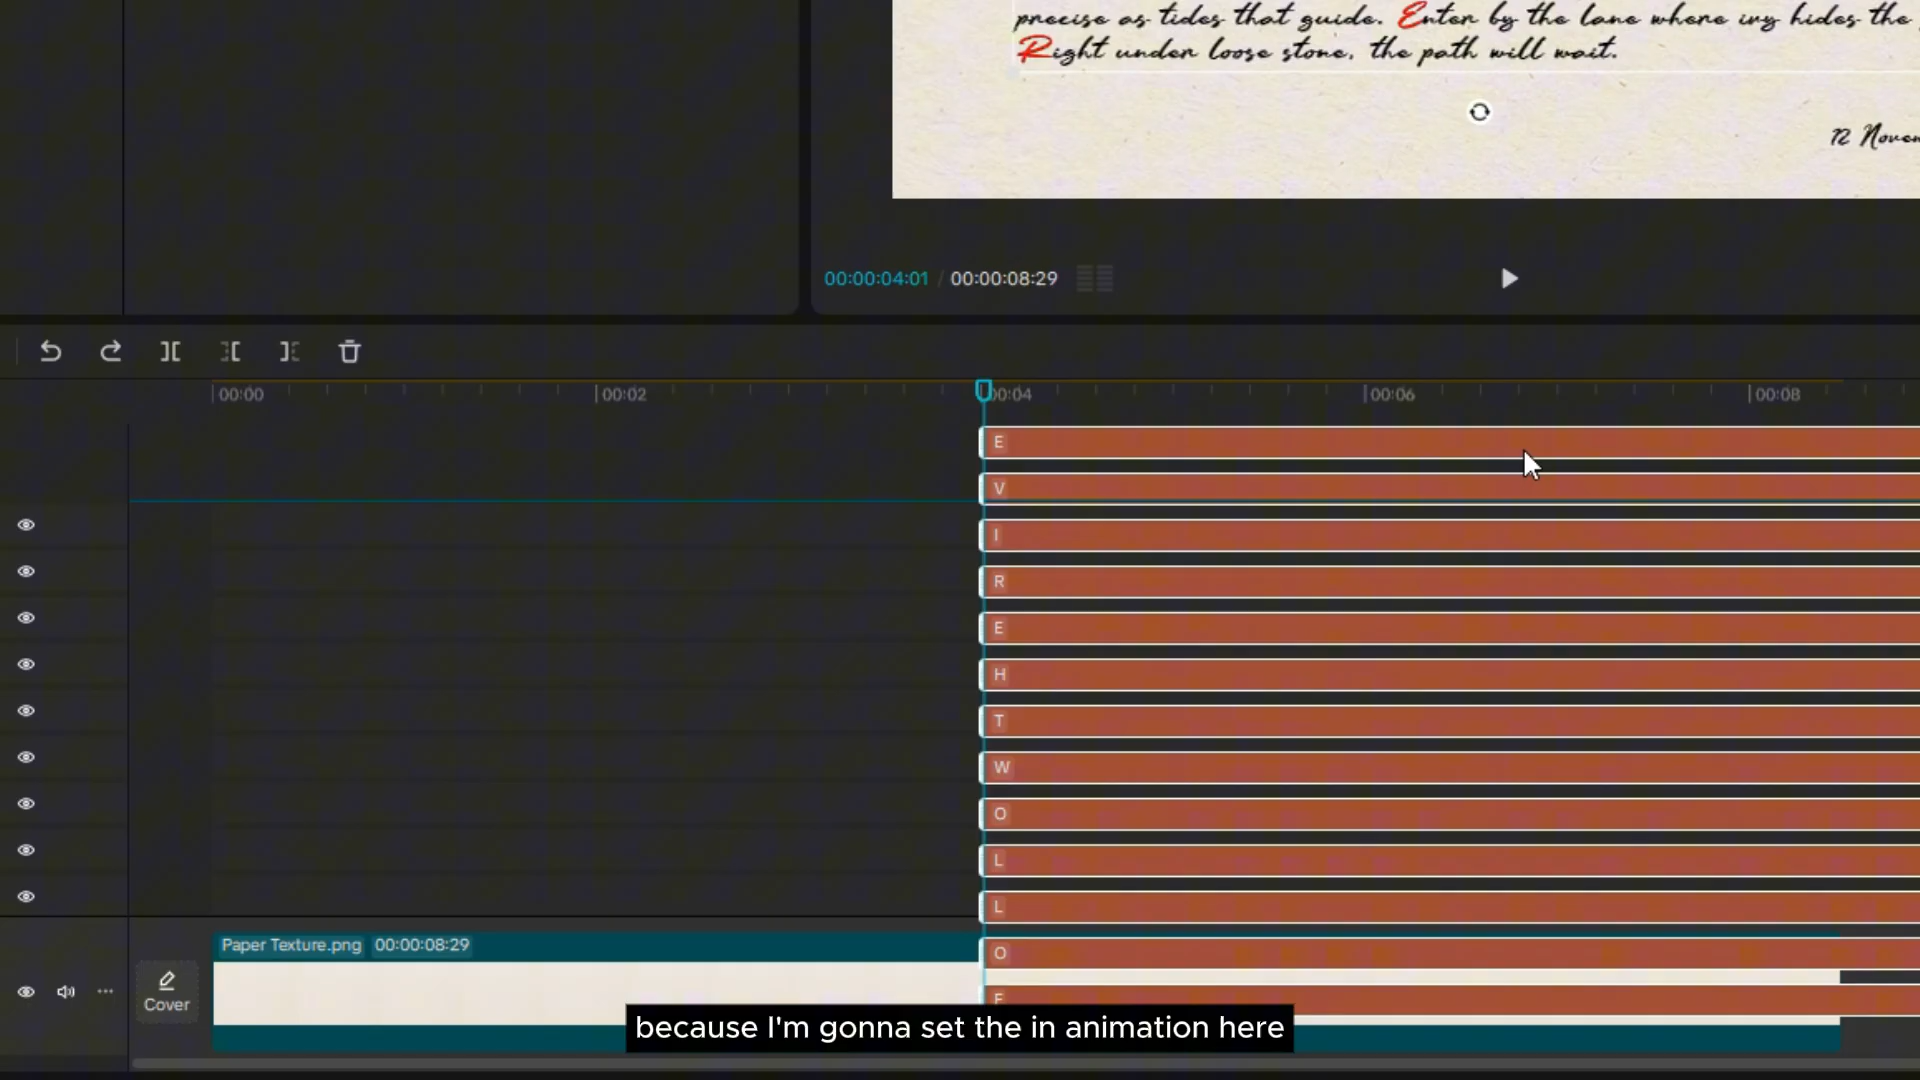 precise as tides that guide. Enter by the lane where ivy hides the
Right under loose stone, the path will wait.
12
00:00:04:01 / 00:00:08:29
00:00
00:02
00:04
00:06
00:08
E
V
I
R
E
H
T
W
O
L
L
O
F
Paper Texture.png 00:00:08:29
Cover
because I'm gonna set the in animation here